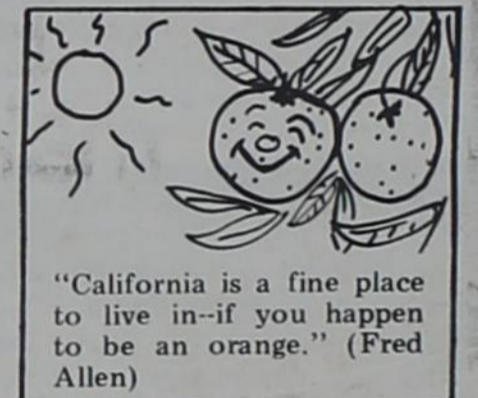 "California is a fine place
to live in--if you happen
to be an orange." (Fred
Allen)